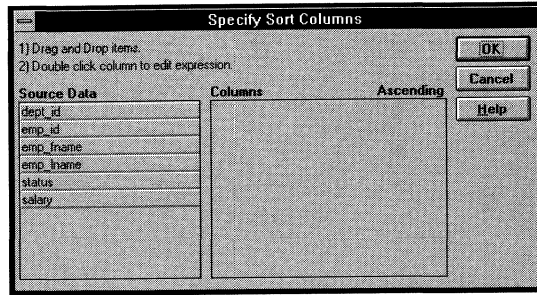 Specify Sort Columns
1) Drag and Drop items.
2) Double click column to edit expression.
OK
Cancel
Help
Source Data
Columns
Ascending
dept_id
emp_id
emp_fname
emp_lname
status
salary